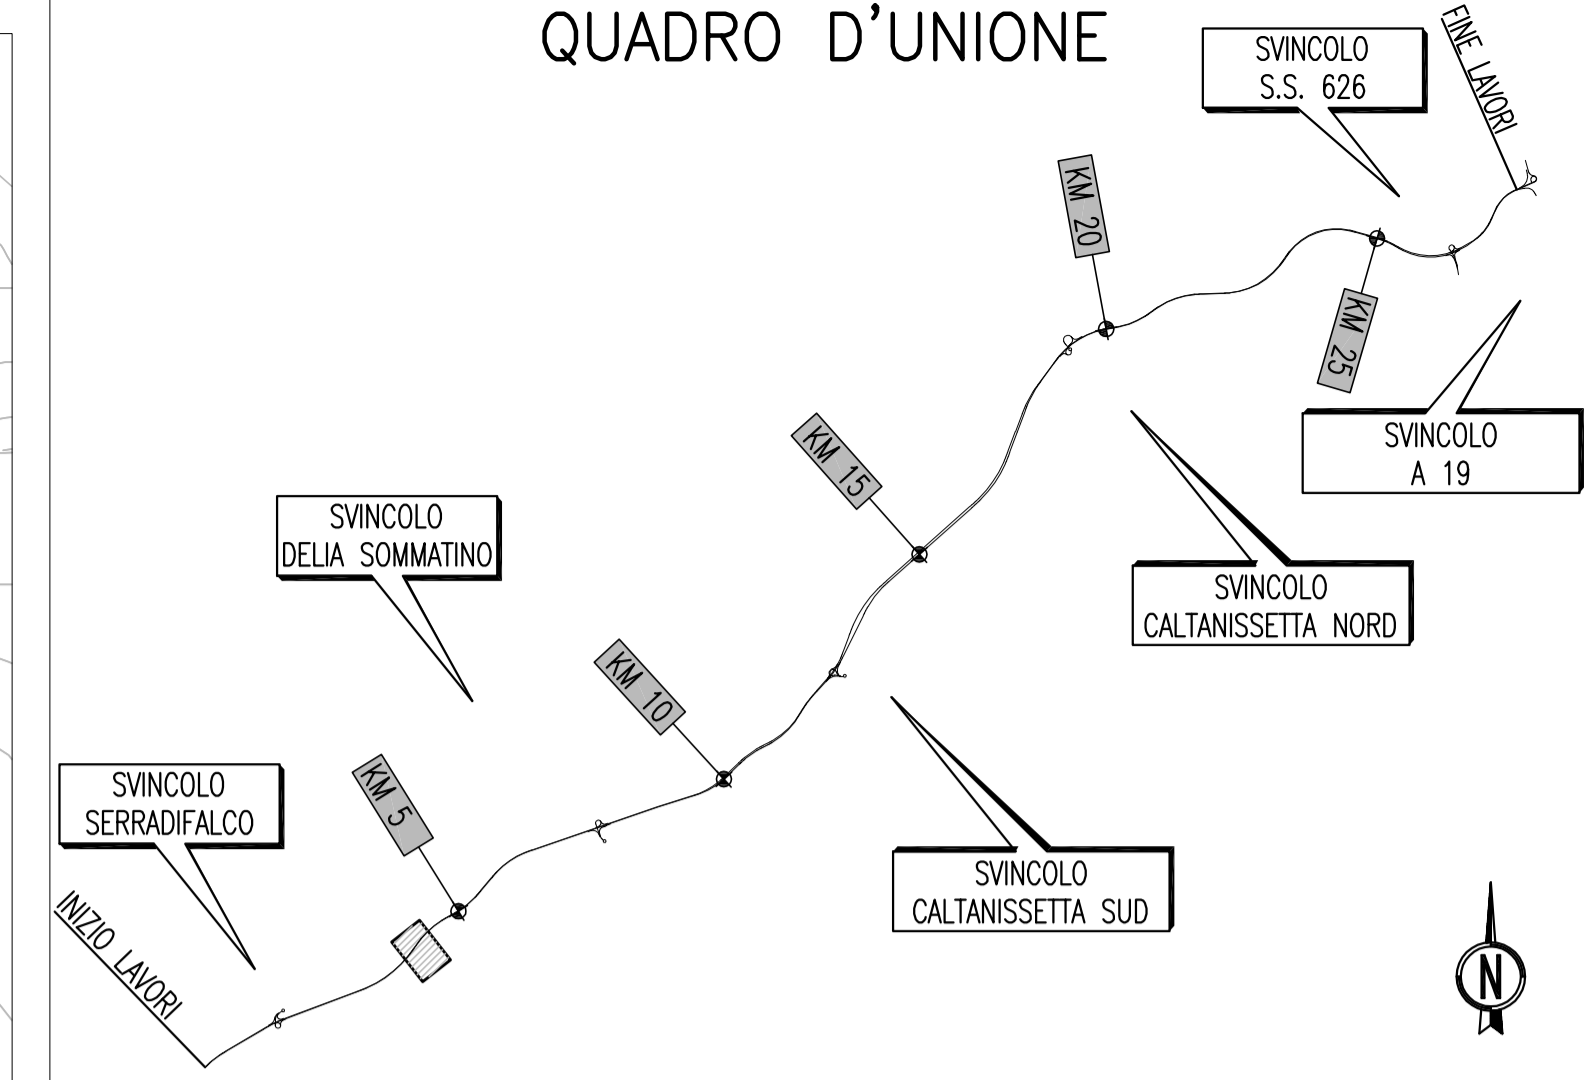 QUADRO D'UNIONE
SVINCOLO
S.S. 626
FINE LAVORI
KM 20
KM 25
SVINCOLO
A 19
KM 15
SVINCOLO
DELIA SOMMATINO
SVINCOLO
CALTANISSETTA NORD
KM 10
KM 5
SVINCOLO
SERRADIFALCO
SVINCOLO
CALTANISSETTA SUD
INIZIO LAVORI
N